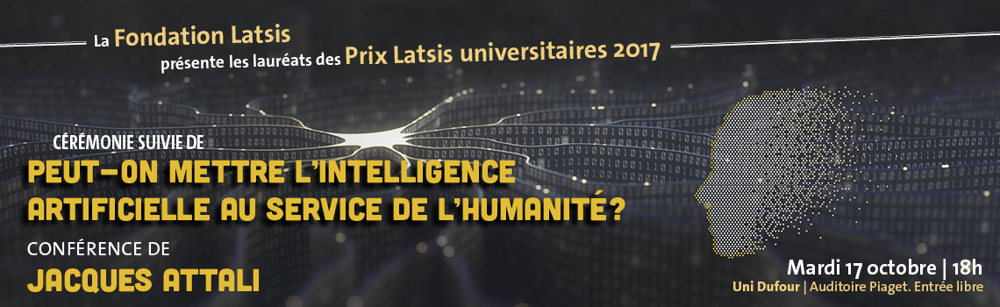 La Fondation Latsis
présente les lauréats des Prix Latsis universitaires 2017
CÉRÉMONIE SUIVIE DE
PEUT-ON METTRE L'INTELLIGENCE
ARTIFICIELLE AU SERVICE DE L'HUMANITÉ?
CONFÉRENCE DE
JACQUES ATTALI
Mardi 17 octobre | 18h
Uni Dufour | Auditoire Piaget. Entrée libre